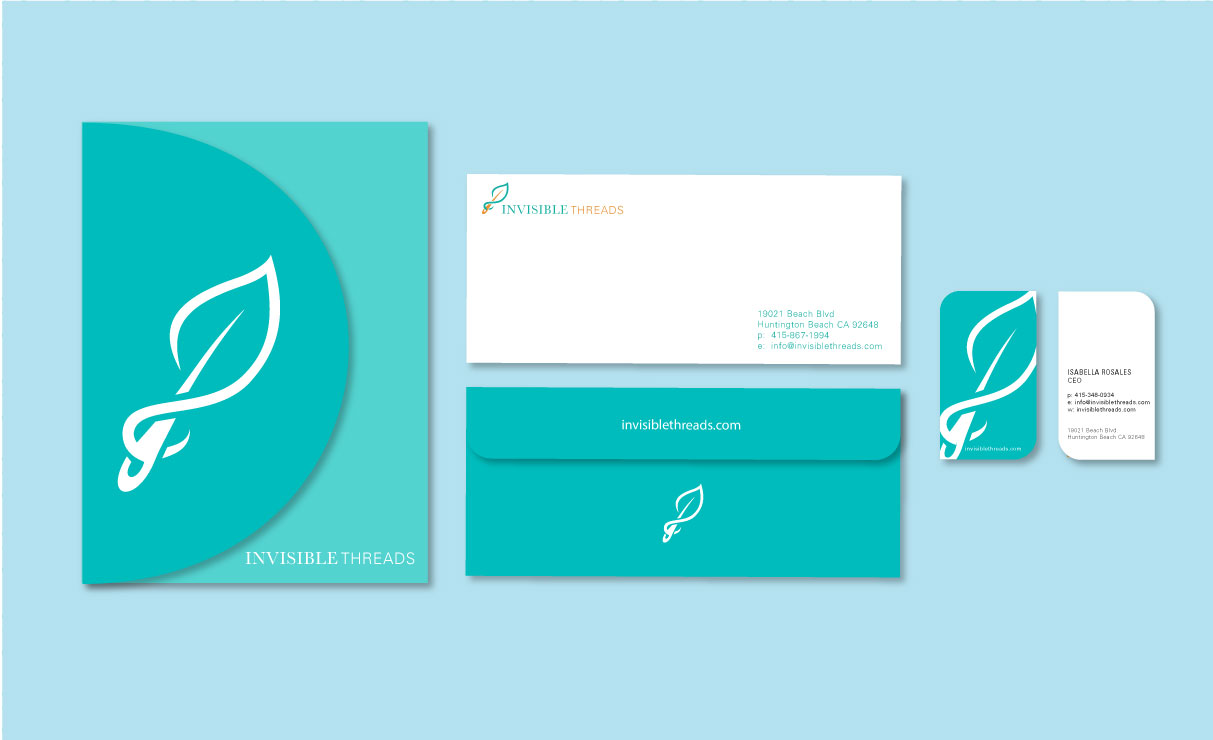 INVISIBLE THREADS
INVISIBLE THREADS
19021 Beach Blvd
Huntington Beach CA 92648
p: 415-867-1994
e: info@invisiblethreads.com
invisiblethreads.com
invisiblethreads.com
ISABELLA ROSALES
CEO
p: 415-348-0934
e: info@invisiblethreads.com
w: invisiblethreads.com
19021 Beach Blvd.
Huntington Beach CA 92648